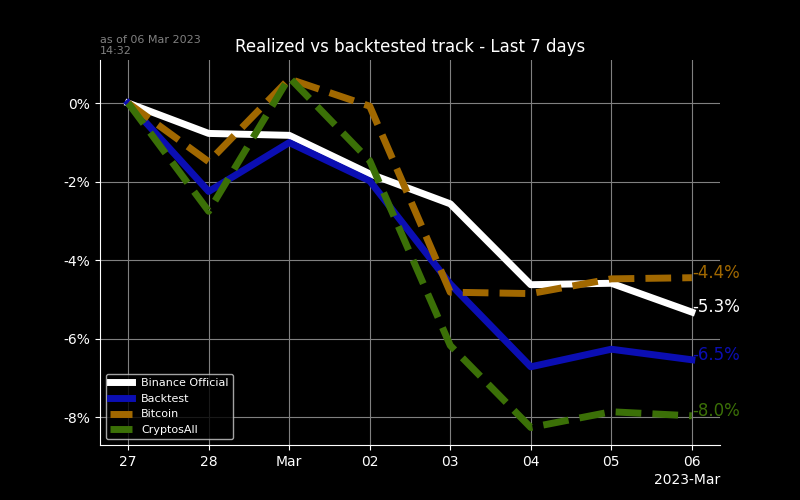 as of 06 Mar 2023
14:32
Realized vs backtested track - Last 7 days
0%
-2%
-4%
-6%
-8%
-4.4%
-5.3%
-6.5%
-8.0%
Binance Official
Backtest
Bitcoin
CryptosAll
27 28 Mar 02 03 04 05 06
2023-Mar